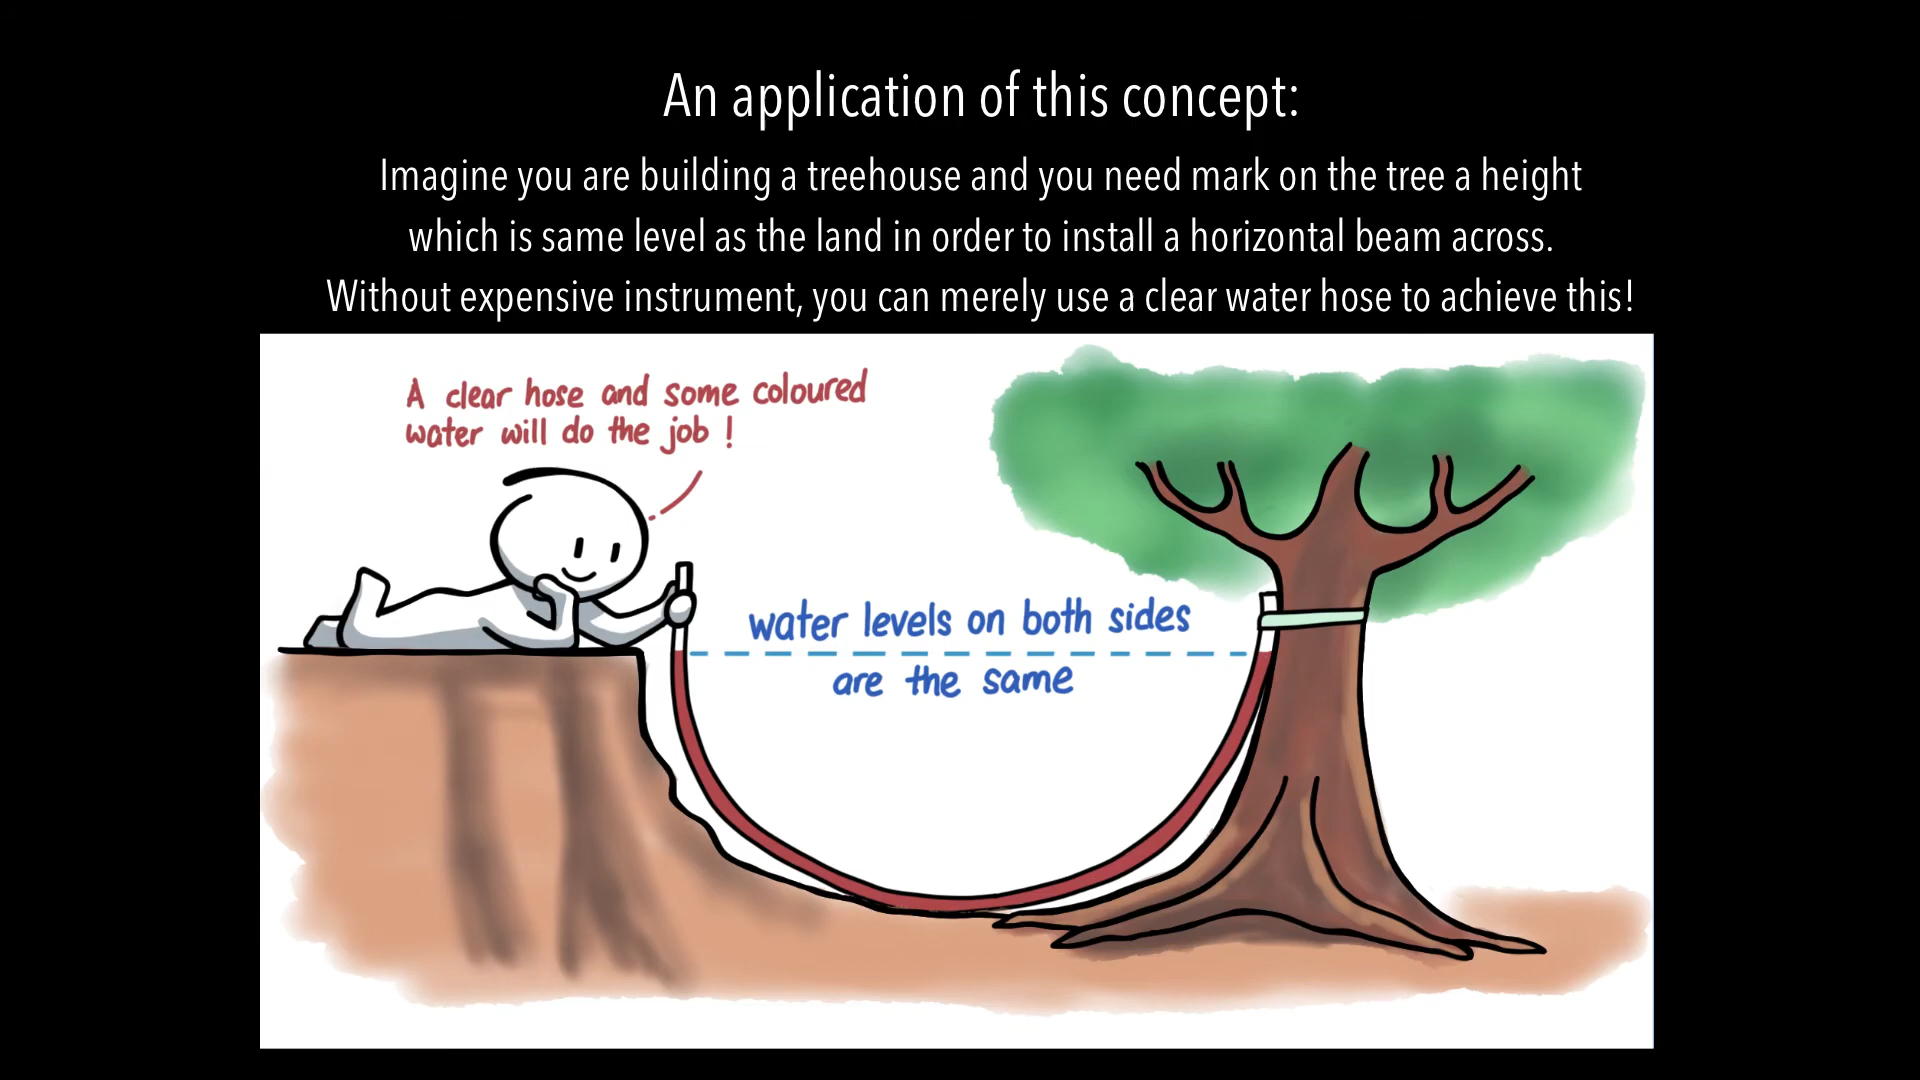 An application of this concept:
Imagine you are building a treehouse and you need mark on the tree a height
which is same level as the land in order to install a horizontal beam across.
Without expensive instrument, you can merely use a clear water hose to achieve this!
A clear hose and some coloured
water will do the job !
water levels on both sides
are the same